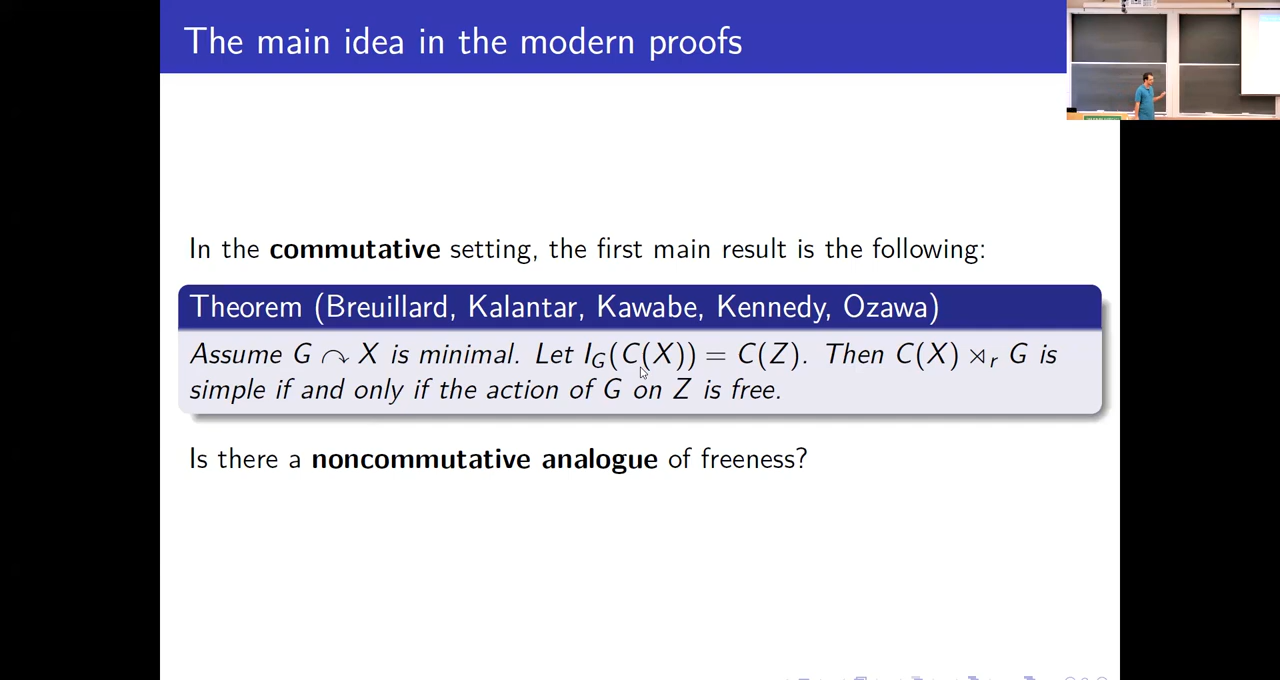 The main idea in the modern proofs
In the commutative setting, the first main result is the following:
Theorem (Breuillard, Kalantar, Kawabe, Kennedy, Ozawa)
Assume G ↷ X is minimal. Let I_G(C(X)) = C(Z). Then C(X) ⋊_r G is
simple if and only if the action of G on Z is free.
Is there a noncommutative analogue of freeness?